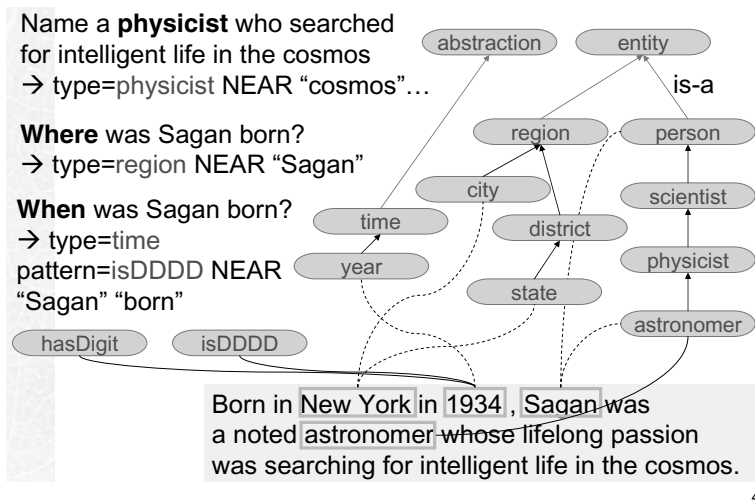 Name a physicist who searched
for intelligent life in the cosmos
→ type=physicist NEAR “cosmos”…
Where was Sagan born?
→ type=region NEAR “Sagan”
When was Sagan born?
→ type=time
pattern=isDDDD NEAR
“Sagan” “born”
abstraction
entity
is-a
region
person
city
scientist
time
district
year
physicist
state
astronomer
hasDigit
isDDDD
Born in New York in 1934 , Sagan was
a noted astronomer whose lifelong passion
was searching for intelligent life in the cosmos.
4